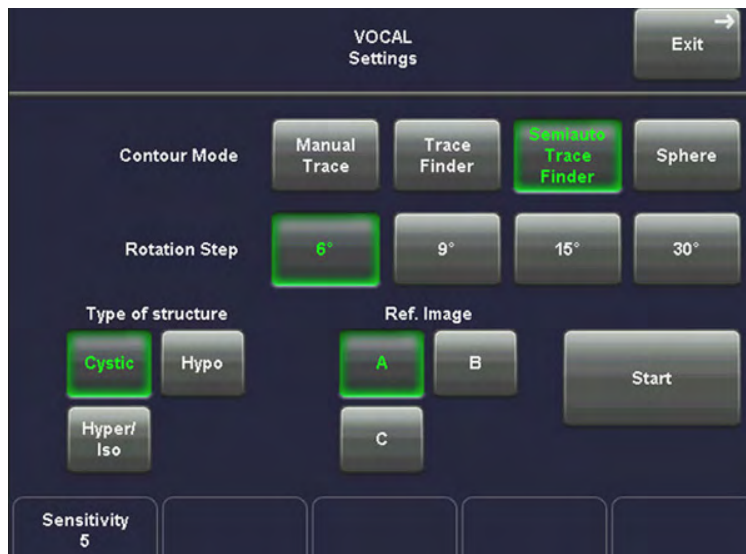 VOCAL
Settings
Exit
Contour Mode
Manual
Trace
Trace
Finder
Semiauto
Trace
Finder
Sphere
Rotation Step
6°
9°
15°
30°
Type of structure
Cystic
Hypo
Hyper/
Iso
Ref. Image
A
B
C
Start
Sensitivity
5